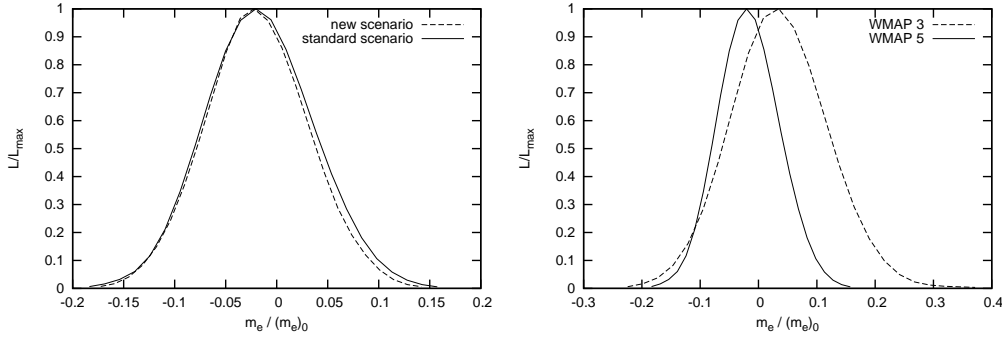 new scenario
standard scenario
L/L_max
1
0.9
0.8
0.7
0.6
0.5
0.4
0.3
0.2
0.1
0
-0.2 -0.15 -0.1 -0.05 0 0.05 0.1 0.15 0.2
m_e / (m_e)_0
WMAP 3
WMAP 5
L/L_max
1
0.9
0.8
0.7
0.6
0.5
0.4
0.3
0.2
0.1
0
-0.3 -0.2 -0.1 0 0.1 0.2 0.3 0.4
m_e / (m_e)_0